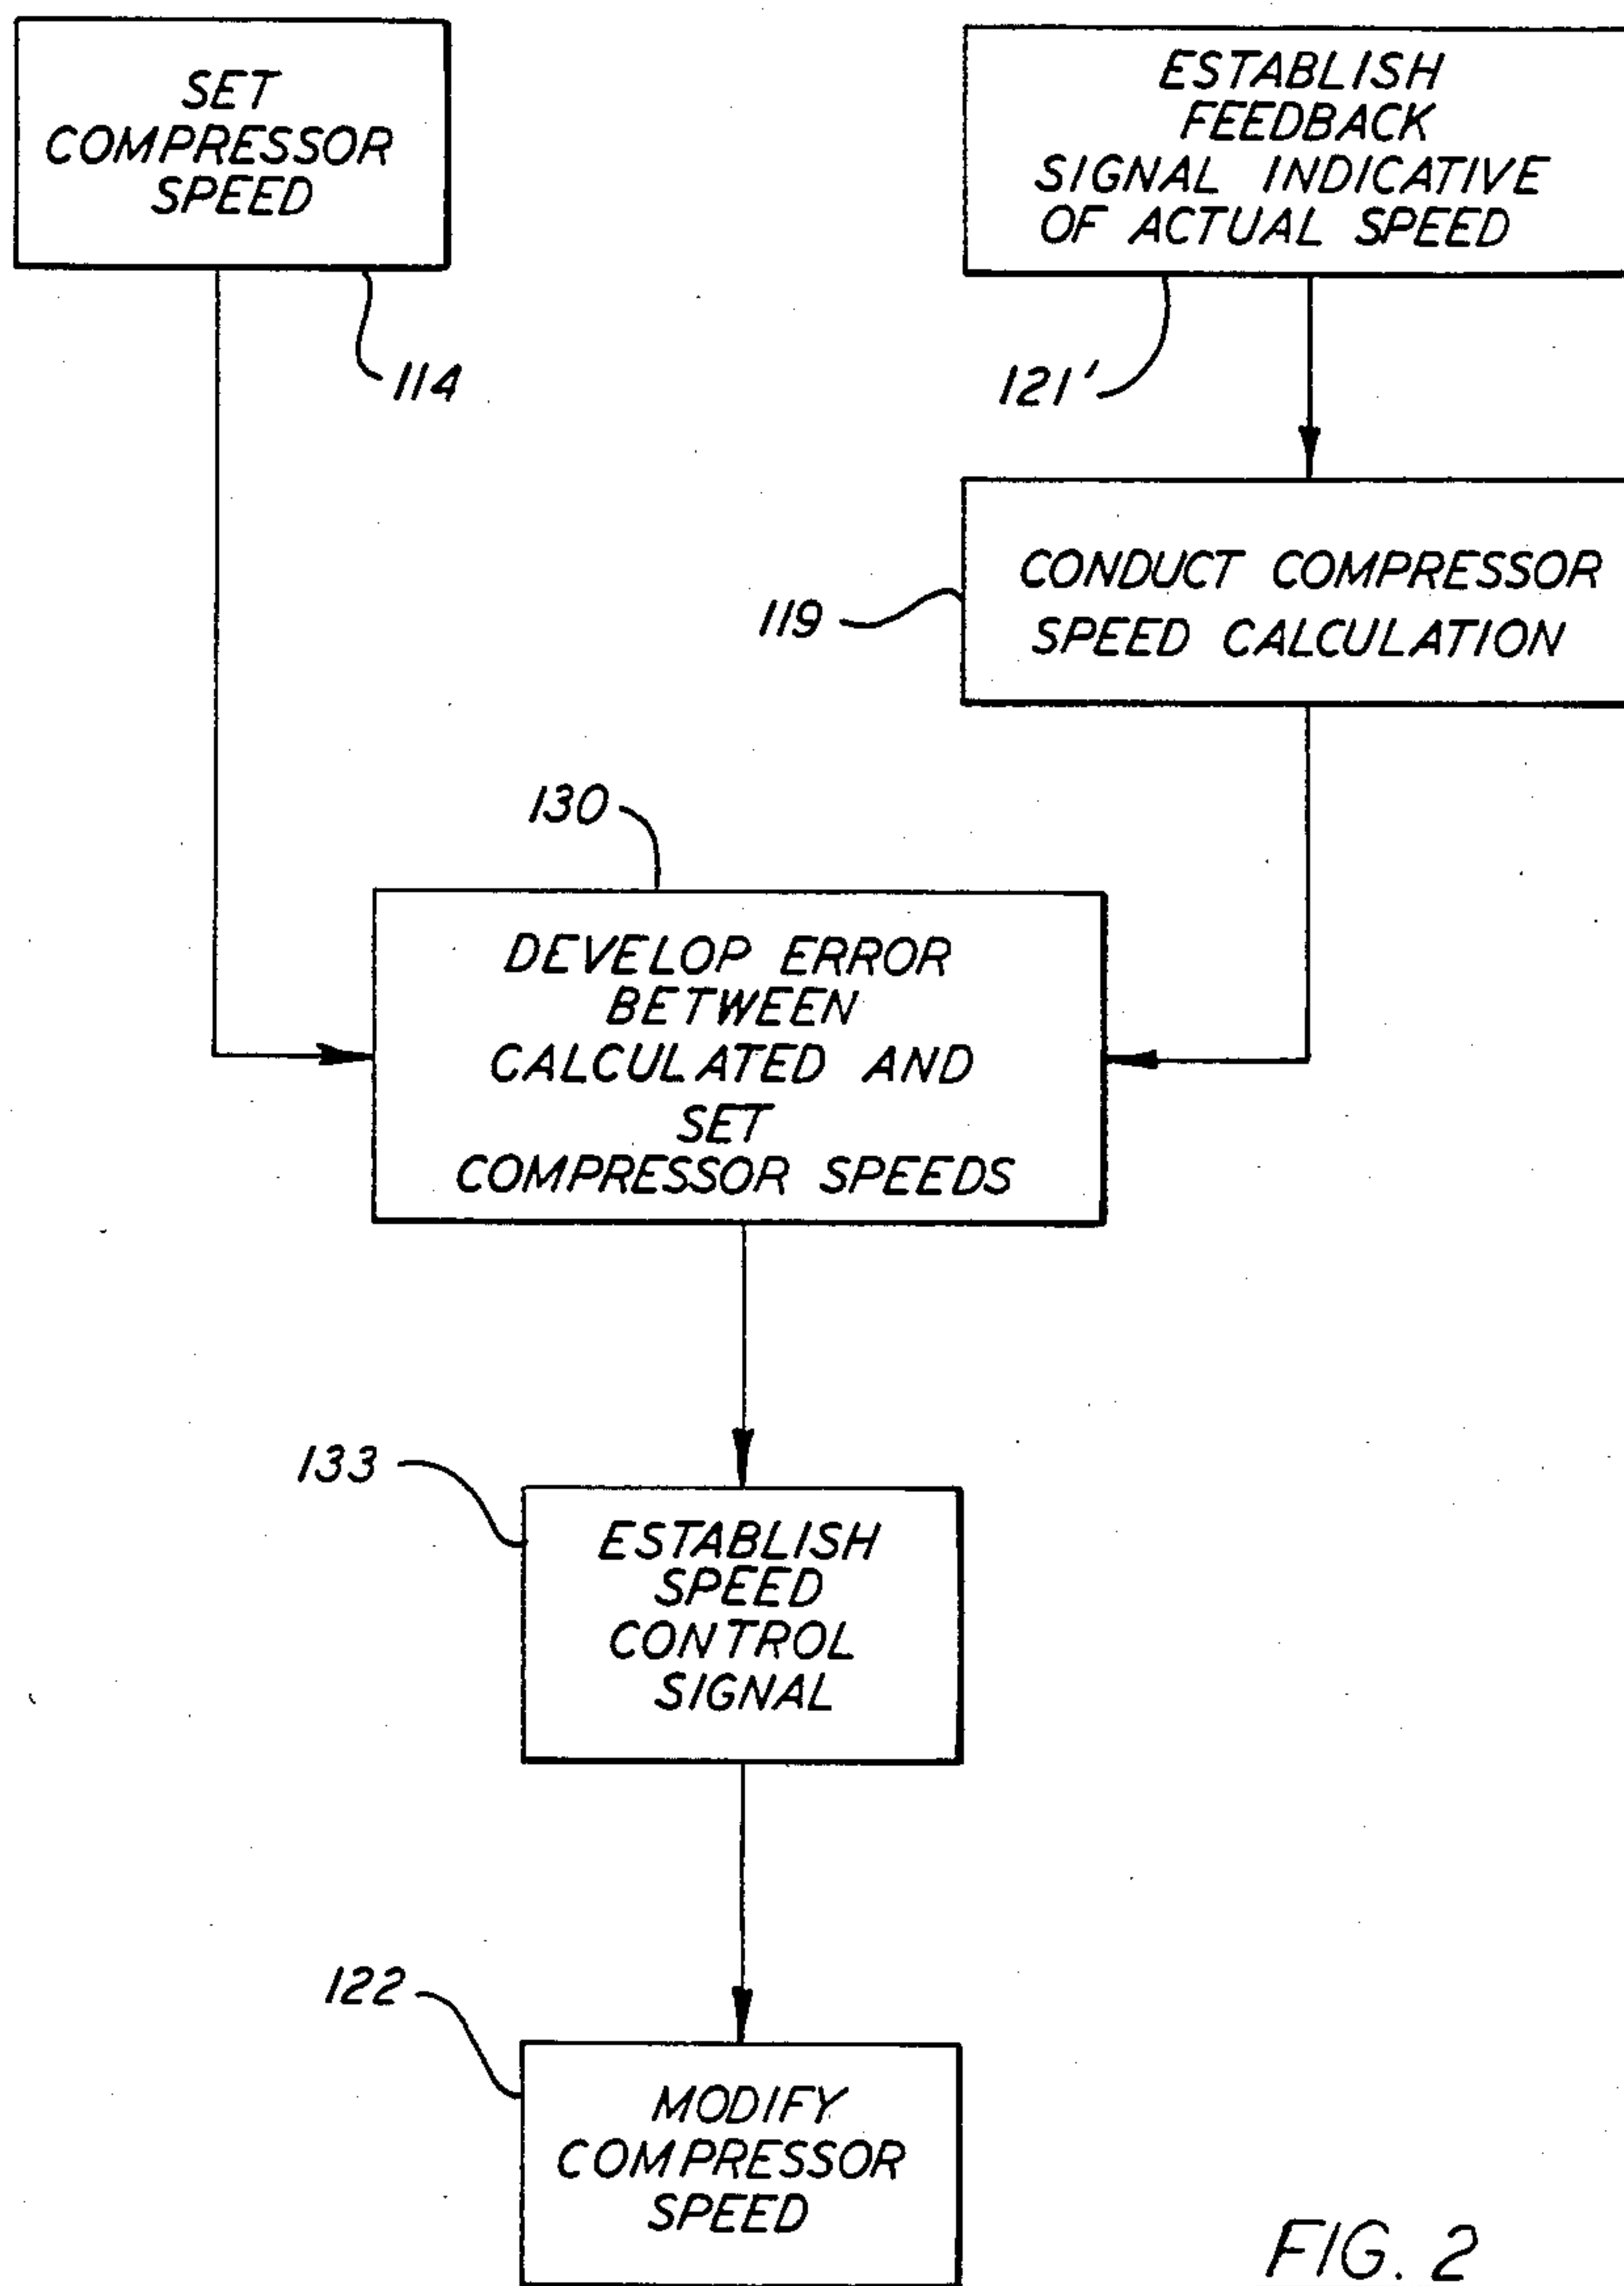 SET
COMPRESSOR
SPEED
114
ESTABLISH
FEEDBACK
SIGNAL INDICATIVE
OF ACTUAL SPEED
121'
CONDUCT COMPRESSOR
SPEED CALCULATION
119
130
DEVELOP ERROR
BETWEEN
CALCULATED AND
SET
COMPRESSOR SPEEDS
133
ESTABLISH
SPEED
CONTROL
SIGNAL
122
MODIFY
COMPRESSOR
SPEED
FIG. 2